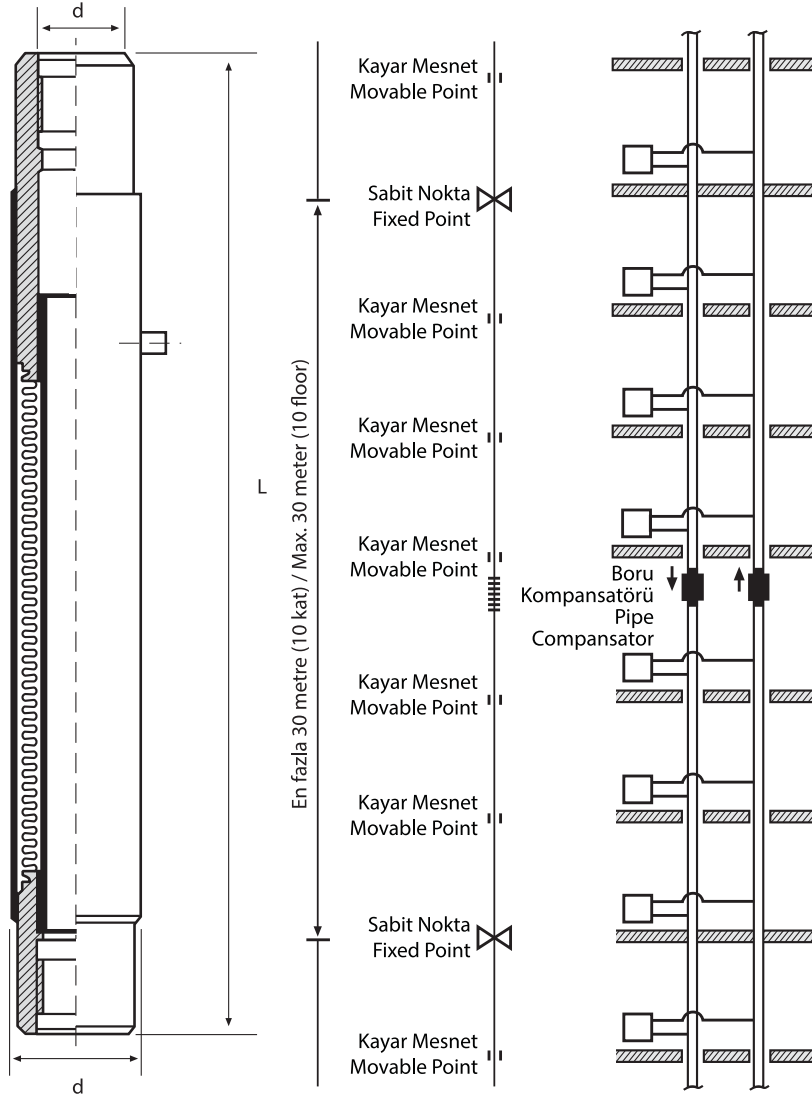 d
Kayar Mesnet
Movable Point
Sabit Nokta
Fixed Point
Kayar Mesnet
Movable Point
Kayar Mesnet
Movable Point
En fazla 30 metre (10 kat) / Max. 30 meter (10 floor)
L
Kayar Mesnet
Movable Point
Boru
Kompansatörü
Pipe
Compansator
Kayar Mesnet
Movable Point
Kayar Mesnet
Movable Point
Sabit Nokta
Fixed Point
Kayar Mesnet
Movable Point
d